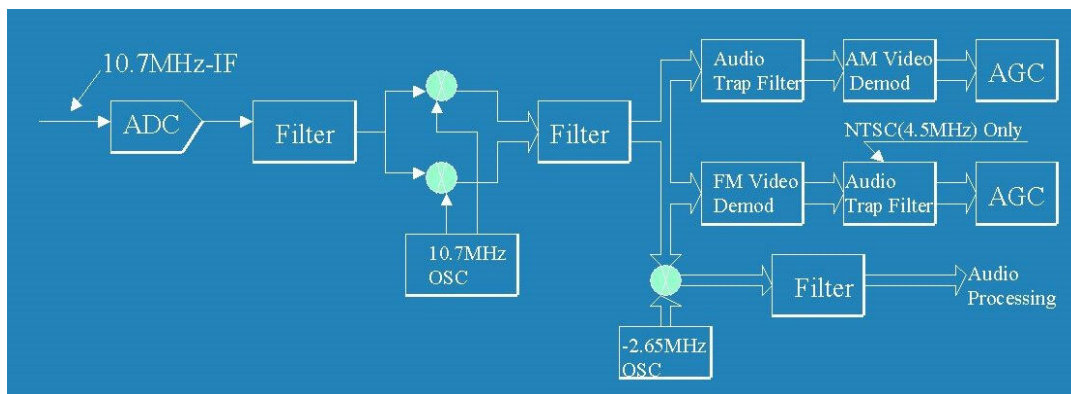 10.7MHz-IF
ADC
Filter
10.7MHz
OSC
Filter
Audio
Trap Filter
AM Video
Demod
AGC
NTSC(4.5MHz) Only
FM Video
Demod
Audio
Trap Filter
AGC
-2.65MHz
OSC
Filter
Audio
Processing